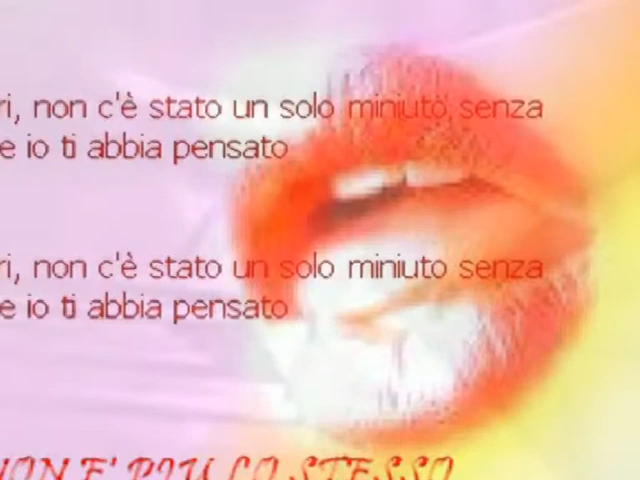 ri, non c'è stato un solo miniuto senza
e io ti abbia pensato
ri, non c'è stato un solo miniuto senza
e io ti abbia pensato
NON E' PIU LO STESSO